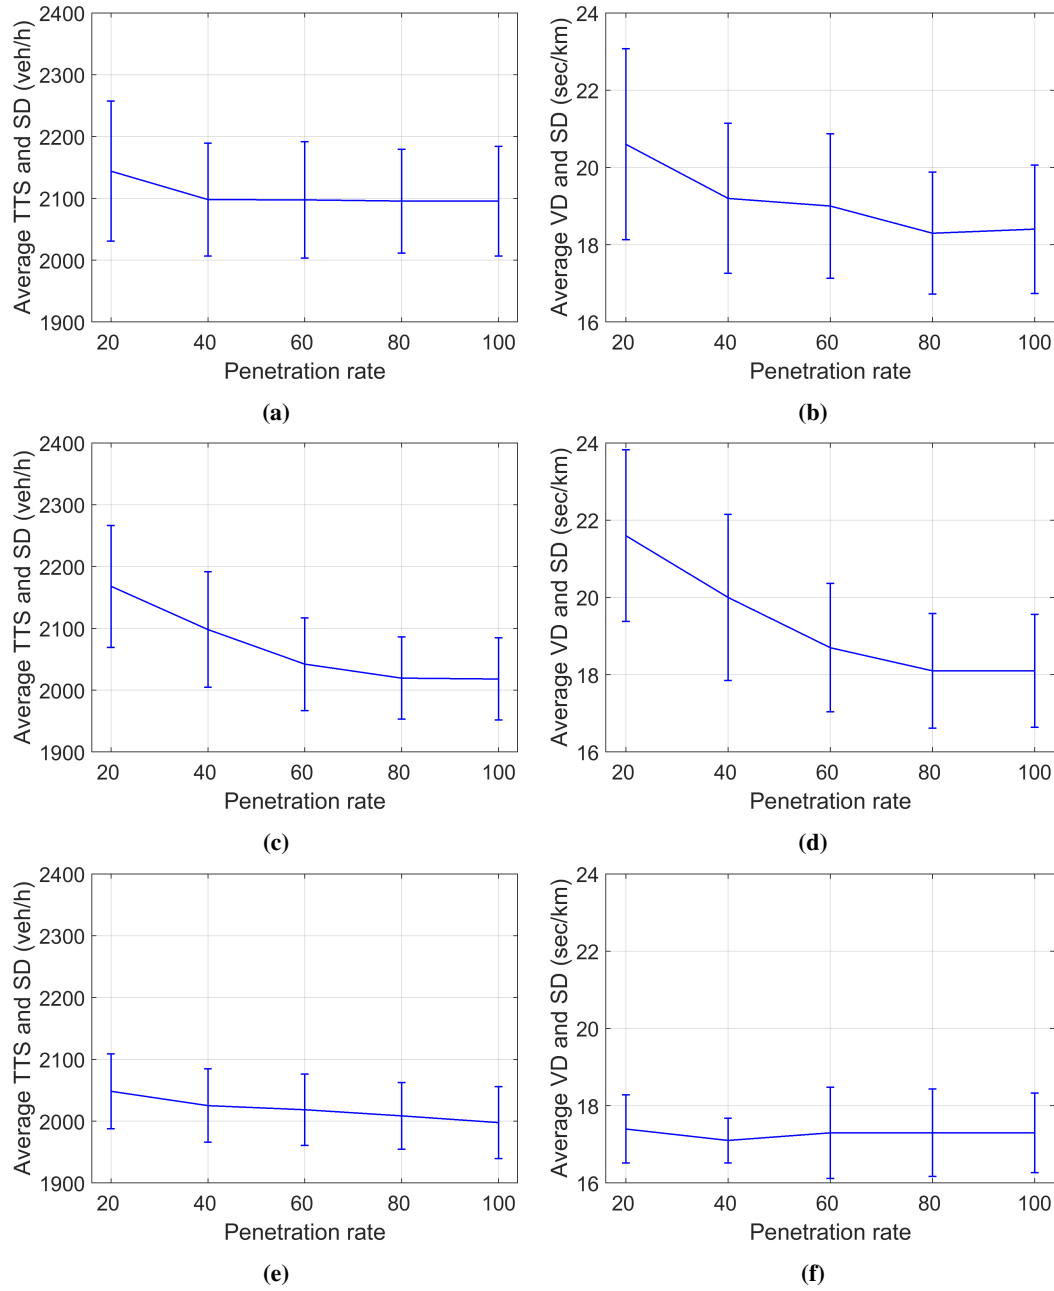 2400
2300
2200
2100
2000
1900
Average TTS and SD (veh/h)
20 40 60 80 100
Penetration rate
(a)
24
22
20
18
16
Average VD and SD (sec/km)
20 40 60 80 100
Penetration rate
(b)
2400
2300
2200
2100
2000
1900
Average TTS and SD (veh/h)
20 40 60 80 100
Penetration rate
(c)
24
22
20
18
16
Average VD and SD (sec/km)
20 40 60 80 100
Penetration rate
(d)
2400
2300
2200
2100
2000
1900
Average TTS and SD (veh/h)
20 40 60 80 100
Penetration rate
(e)
24
22
20
18
16
Average VD and SD (sec/km)
20 40 60 80 100
Penetration rate
(f)